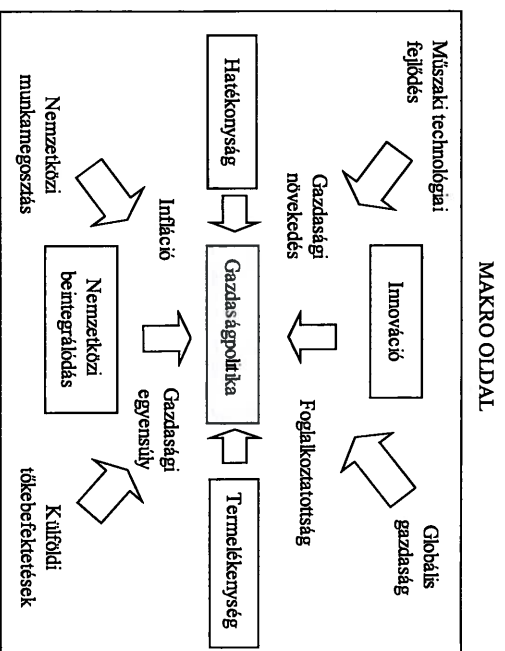 MAKRO OLDAL
Műszaki technológiai
fejlődés
Innováció
Globális
gazdaság
Gazdasági
növekedés
Foglalkoztatottság
Hatékonyság
Gazdaságpolitika
Termelékenység
Infláció
Gazdasági
egyensúly
Nemzetközi
munkamegosztás
Nemzetközi
beintegrálódás
Külföldi
tőkebefektetések